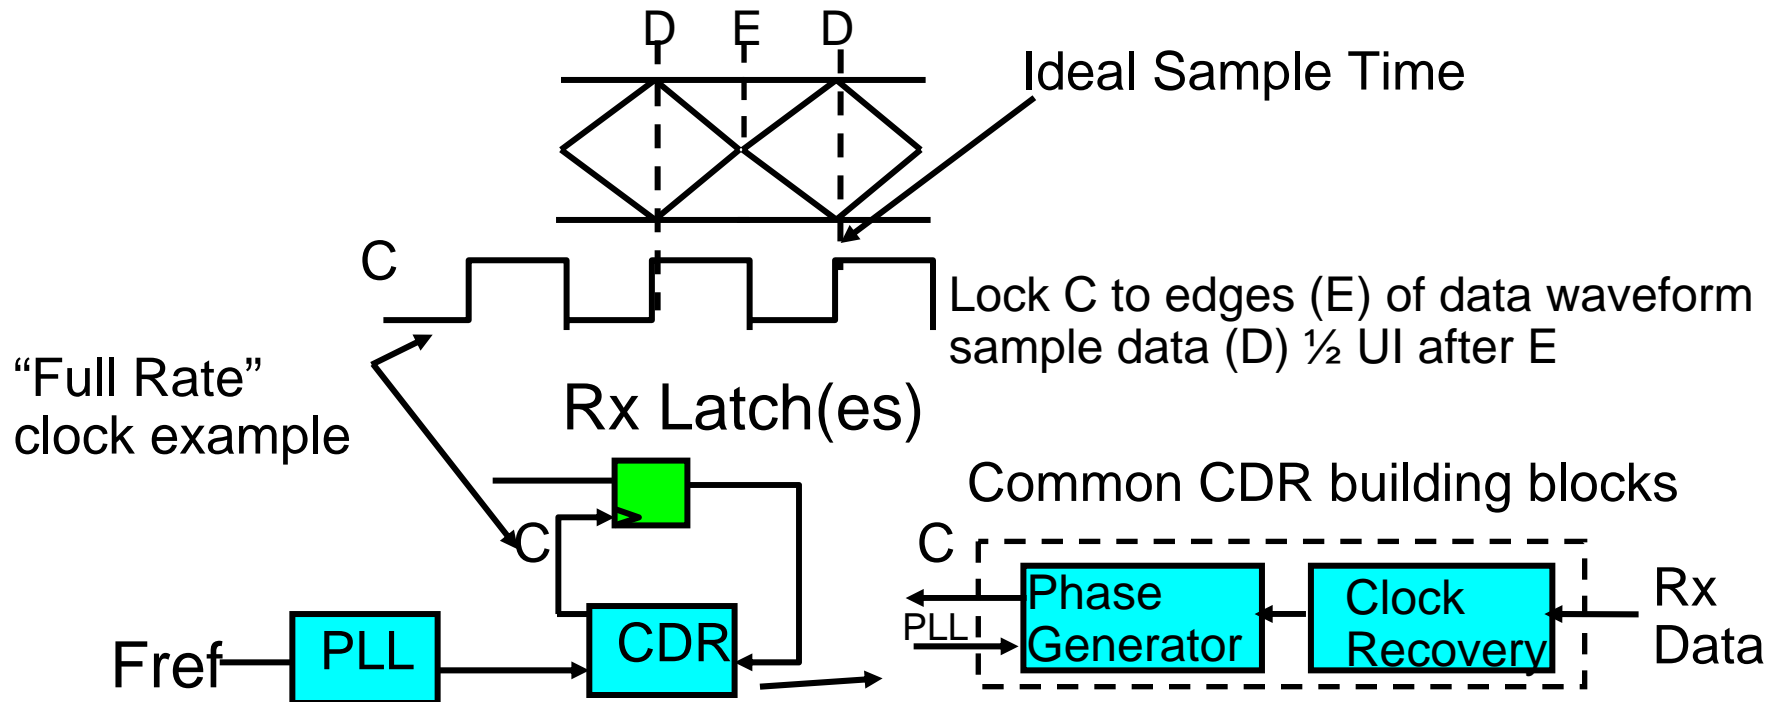 D E D
Ideal Sample Time
C
Lock C to edges (E) of data waveform
sample data (D) ½ UI after E
“Full Rate”
clock example
Rx Latch(es)
Common CDR building blocks
C
C
Phase
Generator
Clock
Recovery
Rx
Data
PLL
Fref
PLL
CDR